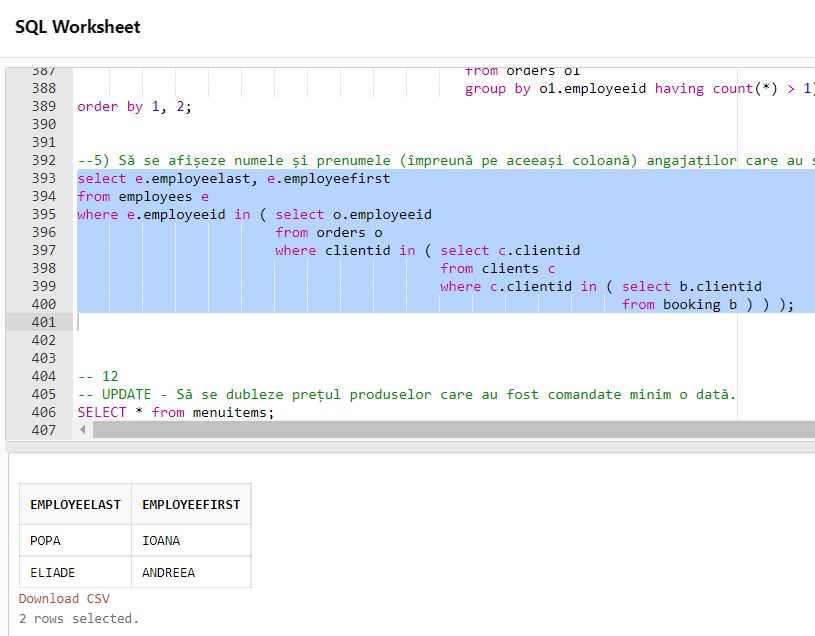 SQL Worksheet
387 from orders o1
388 group by o1.employeeid having count(*) > 1)
389 order by 1, 2;
390
391
392 --5) Să se afișeze numele și prenumele (împreună pe aceeași coloană) angajaților care au s
393 select e.employeelast, e.employeefirst
394 from employees e
395 where e.employeeid in ( select o.employeeid
396 from orders o
397 where clientid in ( select c.clientid
398 from clients c
399 where c.clientid in ( select b.clientid
400 from booking b ) ) );
401
402
403
404 -- 12
405 -- UPDATE - Să se dubleze prețul produselor care au fost comandate minim o dată.
406 SELECT * from menuitems;
407
EMPLOYEELAST EMPLOYEEFIRST
POPA IOANA
ELIADE ANDREEA
Download CSV
2 rows selected.